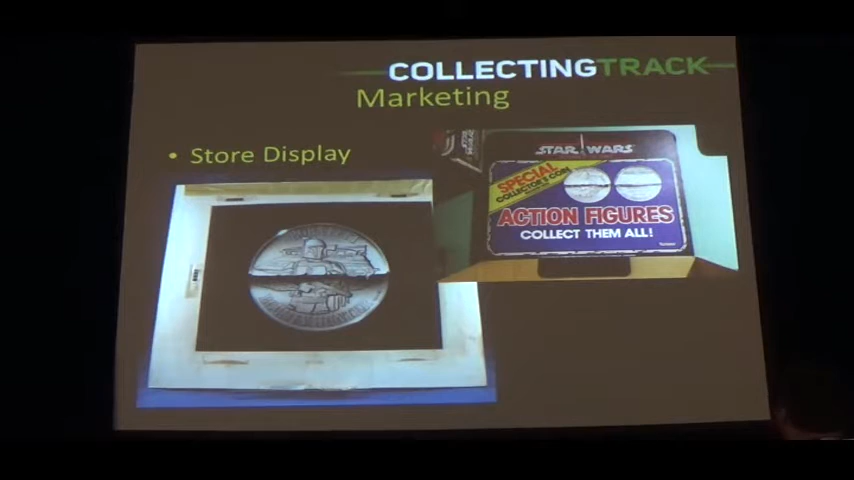 COLLECTINGTRACK
Marketing
• Store Display
STAR WARS
SPECIAL
COLLECTOR'S COIN
ACTION FIGURES
COLLECT THEM ALL!